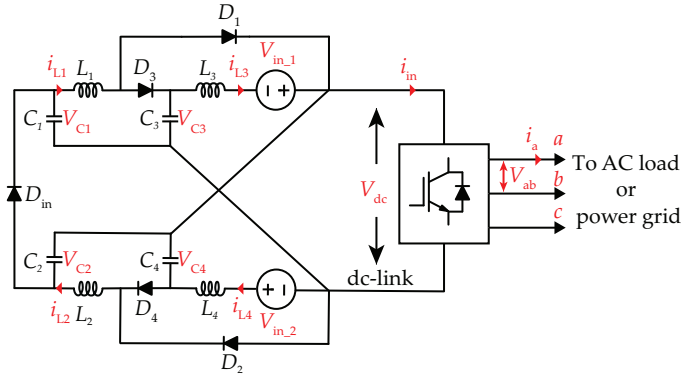 D1
Vin_1
iL1
L1
D3
L3
iL3
iin
C1
VC1
C3
VC3
ia
a
Vab
b
c
To AC load
or
power grid
Din
Vdc
C2
VC2
C4
VC4
dc-link
iL2
L2
D4
L4
iL4
Vin_2
D2